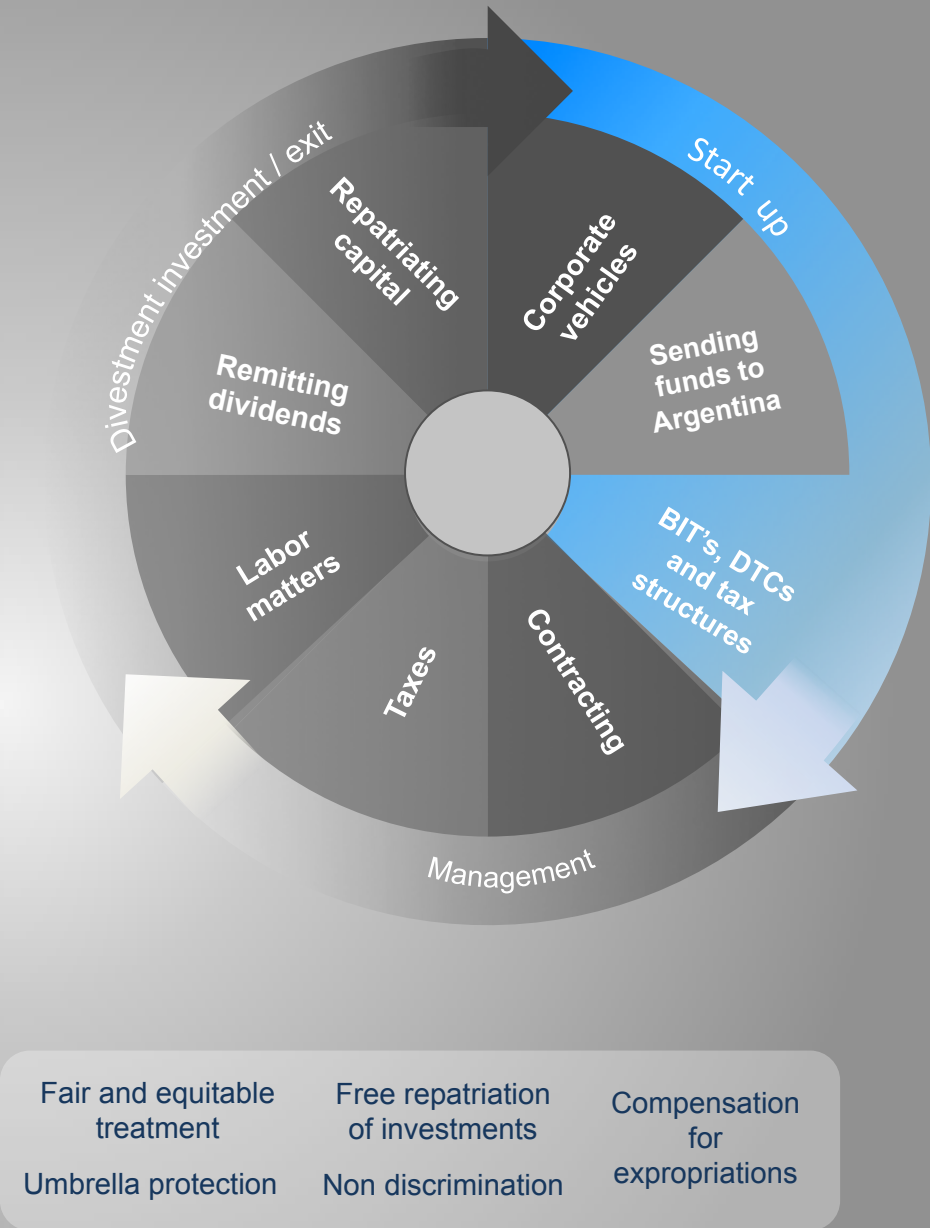 Start up
Corporate
vehicles
Sending
funds to
Argentina
BIT's, DTCs
and tax
structures
Contracting
Management
Taxes
Labor
matters
Divestment investment / exit
Remitting
dividends
Repatriating
capital
Fair and equitable
treatment
Umbrella protection
Free repatriation
of investments
Non discrimination
Compensation
for
expropriations